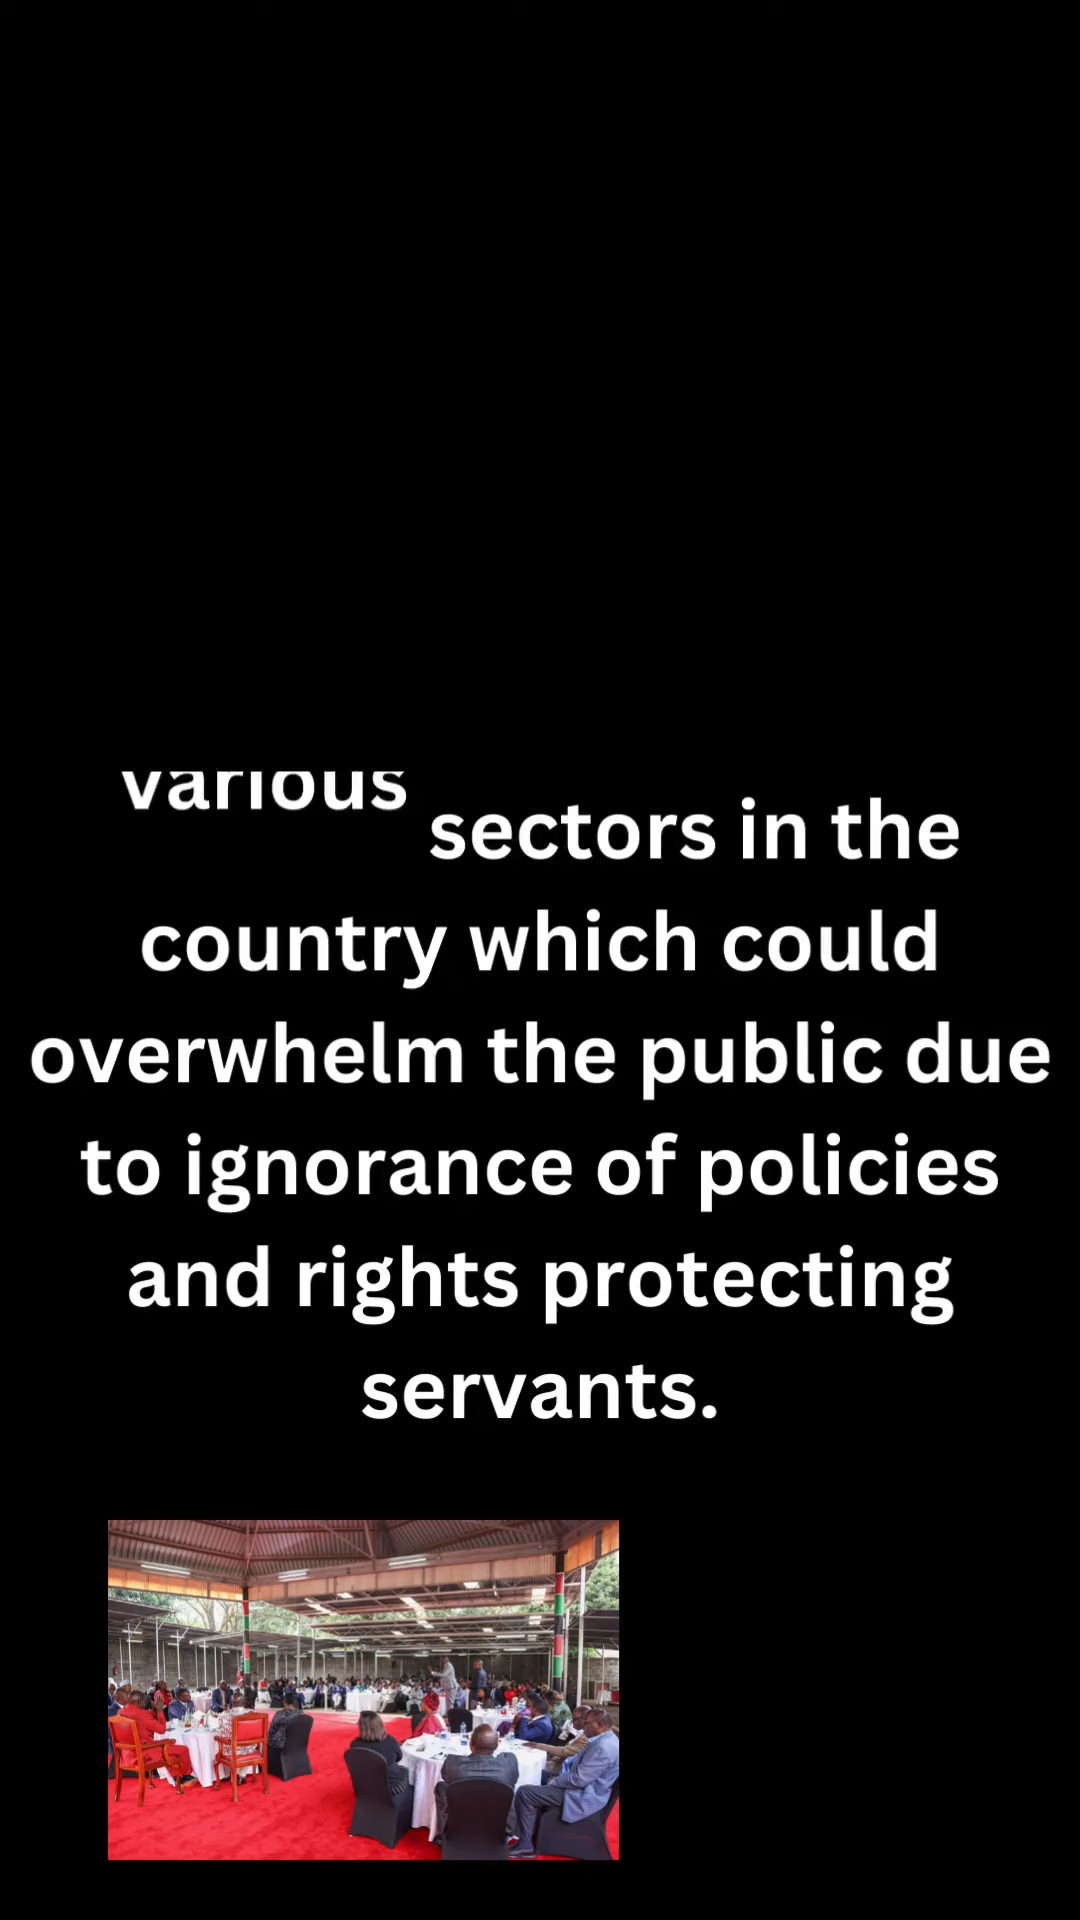 various sectors in the
country which could
overwhelm the public due
to ignorance of policies
and rights protecting
servants.